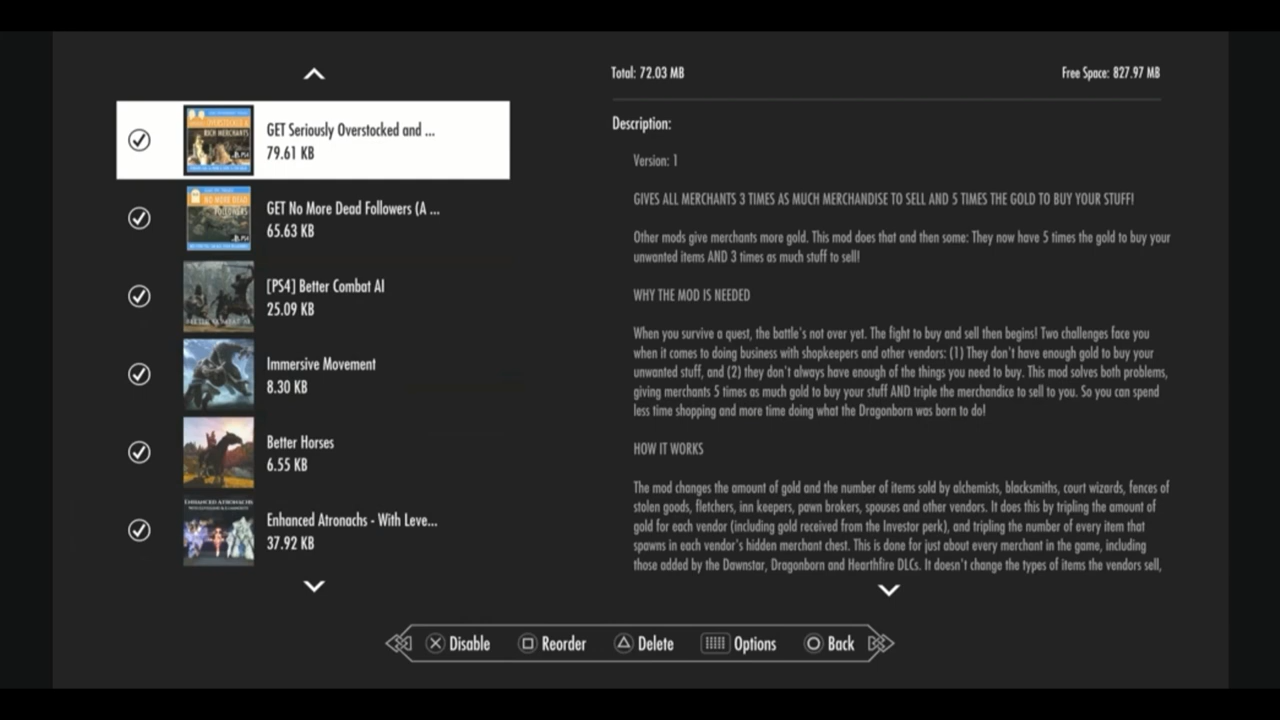 Total: 72.03 MB
Free Space: 827.97 MB
GET Seriously Overstocked and ...
79.61 KB
GET No More Dead Followers (A ...
65.63 KB
[PS4] Better Combat AI
25.09 KB
Immersive Movement
8.30 KB
Better Horses
6.55 KB
Enhanced Atronachs - With Leve...
37.92 KB
Description:
Version: 1
GIVES ALL MERCHANTS 3 TIMES AS MUCH MERCHANDISE TO SELL AND 5 TIMES THE GOLD TO BUY YOUR STUFF!
Other mods give merchants more gold. This mod does that and then some: They now have 5 times the gold to buy your
unwanted items AND 3 times as much stuff to sell!
WHY THE MOD IS NEEDED
When you survive a quest, the battle's not over yet. The fight to buy and sell then begins! Two challenges face you
when it comes to doing business with shopkeepers and other vendors: (1) They don't have enough gold to buy your
unwanted stuff, and (2) they don't always have enough of the things you need to buy. This mod solves both problems,
giving merchants 5 times as much gold to buy your stuff AND triple the merchandice to sell to you. So you can spend
less time shopping and more time doing what the Dragonborn was born to do!
HOW IT WORKS
The mod changes the amount of gold and the number of items sold by alchemists, blacksmiths, court wizards, fences of
stolen goods, fletchers, inn keepers, pawn brokers, spouses and other vendors. It does this by tripling the amount of
gold for each vendor (including gold received from the Investor perk), and tripling the number of every item that
spawns in each vendor's hidden merchant chest. This is done for just about every merchant in the game, including
those added by the Dawnstar, Dragonborn and Hearthfire DLCs. It doesn't change the types of items the vendors sell,
Disable
Reorder
Delete
Options
Back